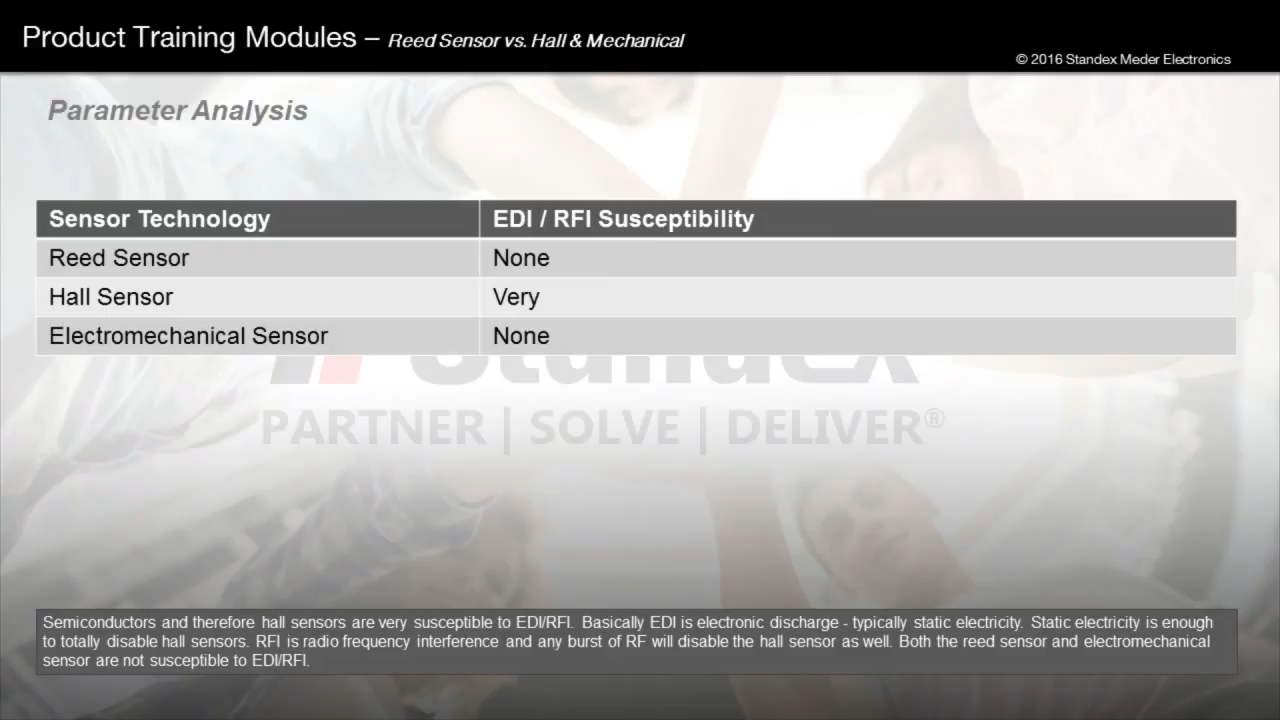 Product Training Modules – Reed Sensor vs. Hall & Mechanical
© 2016 Standex Meder Electronics
Parameter Analysis
Sensor Technology EDI / RFI Susceptibility
Reed Sensor None
Hall Sensor Very
Electromechanical Sensor None
Standex
PARTNER | SOLVE | DELIVER®
Semiconductors and therefore hall sensors are very susceptible to EDI/RFI. Basically EDI is electronic discharge - typically static electricity. Static electricity is enough
to totally disable hall sensors. RFI is radio frequency interference and any burst of RF will disable the hall sensor as well. Both the reed sensor and electromechanical
sensor are not susceptible to EDI/RFI.